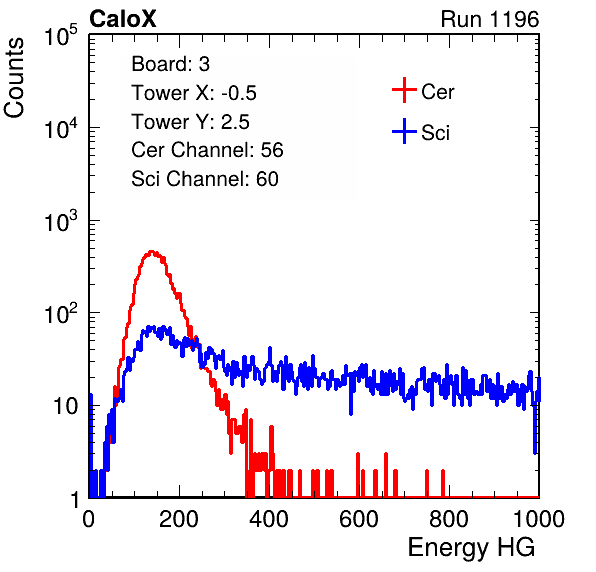 CaloX Run 1196
Counts
Board: 3
Tower X: -0.5
Tower Y: 2.5
Cer Channel: 56
Sci Channel: 60
Cer
Sci
10^5
10^4
10^3
10^2
10
1
0 200 400 600 800 1000
Energy HG